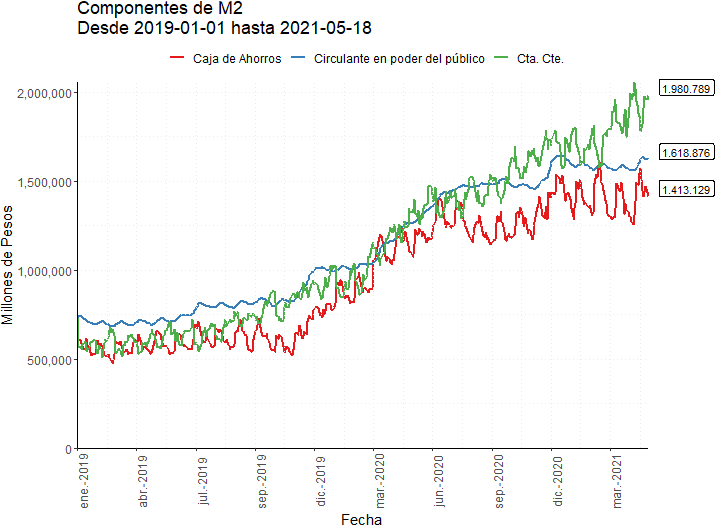 Componentes de M2
Desde 2019-01-01 hasta 2021-05-18
Caja de Ahorros
Circulante en poder del público
Cta. Cte.
Millones de Pesos
2,000,000
1,500,000
1,000,000
500,000
0
1.980.789
1.618.876
1.413.129
ene.-2019
abr.-2019
jul.-2019
sep.-2019
dic.-2019
mar.-2020
jun.-2020
sep.-2020
dic.-2020
mar.-2021
Fecha